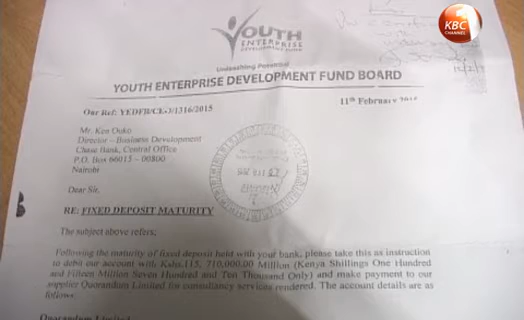 YOUTH
ENTERPRISE
DEVELOPMENT FUND
KBC
CHANNEL
1
YOUTH ENTERPRISE DEVELOPMENT FUND BOARD
Our Ref: YEDFB/CE-3/1316/2015
11th February
Mr. Ken Ooko
Director – Business Development
Chase Bank, Central Office
P.O. Box 66015 – 00800
Nairobi
Dear Sir,
RE: FIXED DEPOSIT MATURITY
The subject above refers;
Following the maturity of fixed deposit held with your bank, please take this as instruction
to debit our account with Kshs.115, 710,000.00 Million (Kenya Shillings One Hundred
and Fifteen Million Seven Hundred and Ten Thousand Only) and make payment to our
supplier Quorandum Limited for consultancy services rendered. The account details are as
follows:
Quorandum Limited